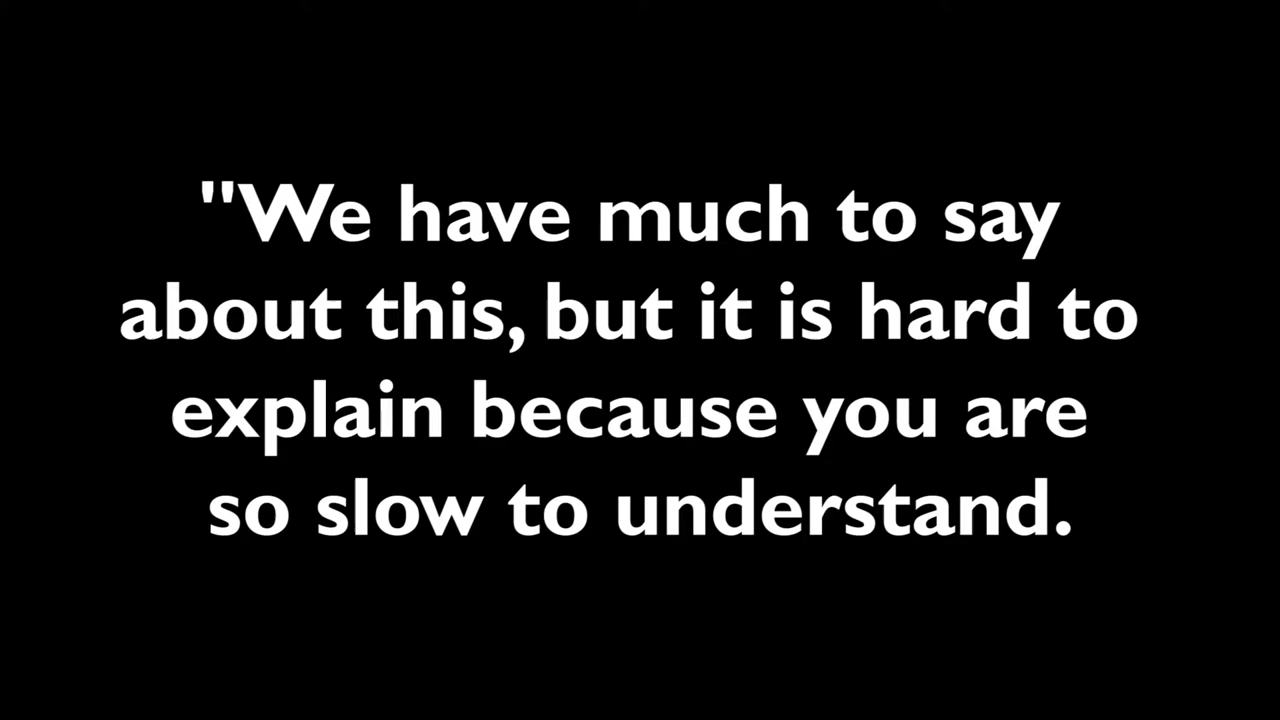 "We have much to say
about this, but it is hard to
explain because you are
so slow to understand.